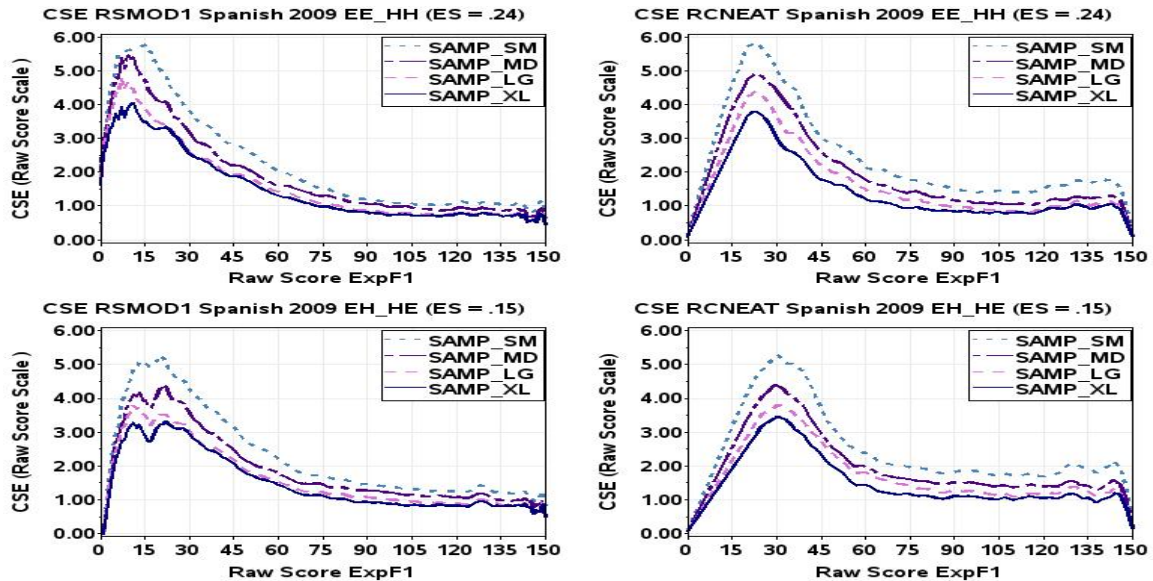 CSE RSMOD1 Spanish 2009 EE_HH (ES = .24)
CSE (Raw Score Scale )
6.00
5.00
4.00
3.00
2.00
1.00
0.00
SAMP_SM
SAMP_MD
SAMP_LG
SAMP_XL
0 15 30 45 60 75 90 105 120 135 150
Raw Score ExpF1
CSE RCNEAT Spanish 2009 EE_HH (ES = .24)
CSE (Raw Score Scale)
6.00
5.00
4.00
3.00
2.00
1.00
0.00
SAMP_SM
SAMP_MD
SAMP_LG
SAMP_XL
0 15 30 45 60 75 90 105 120 135 150
Raw Score ExpF1
CSE RSMOD1 Spanish 2009 EH_HE (ES = .15)
CSE (Raw Score Scale )
6.00
5.00
4.00
3.00
2.00
1.00
0.00
SAMP_SM
SAMP_MD
SAMP_LG
SAMP_XL
0 15 30 45 60 75 90 105 120 135 150
Raw Score ExpF1
CSE RCNEAT Spanish 2009 EH_HE (ES = .15)
CSE (Raw Score Scale)
6.00
5.00
4.00
3.00
2.00
1.00
0.00
SAMP_SM
SAMP_MD
SAMP_LG
SAMP_XL
0 15 30 45 60 75 90 105 120 135 150
Raw Score ExpF1